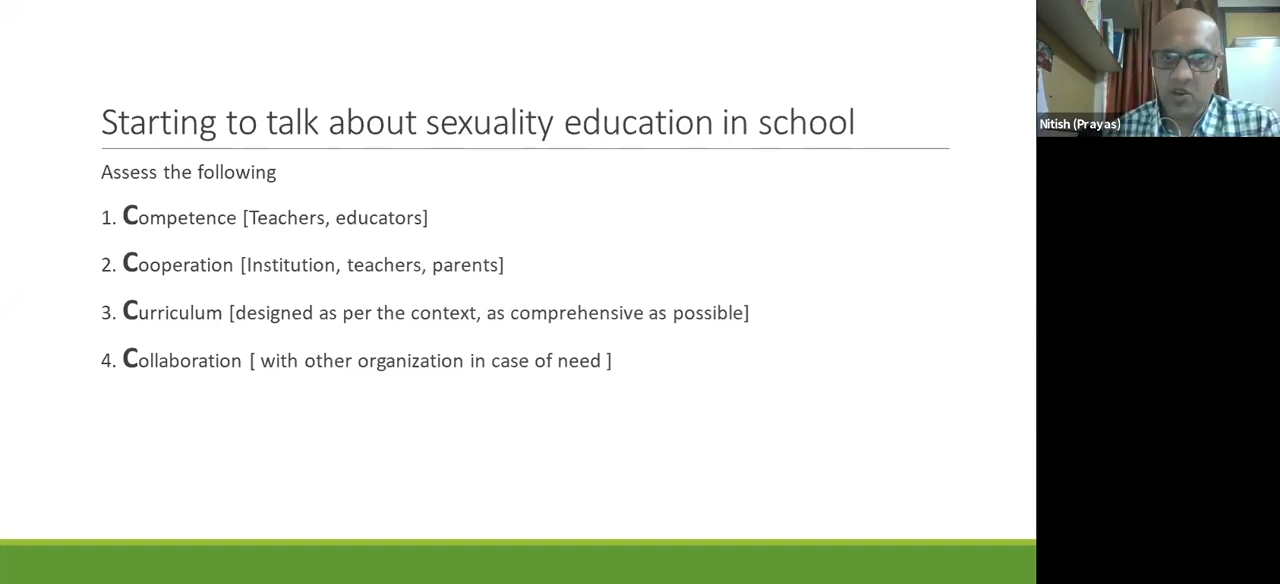 Starting to talk about sexuality education in school
Assess the following
1. Competence [Teachers, educators]
2. Cooperation [Institution, teachers, parents]
3. Curriculum [designed as per the context, as comprehensive as possible]
4. Collaboration [ with other organization in case of need ]
Nitish (Prayas)